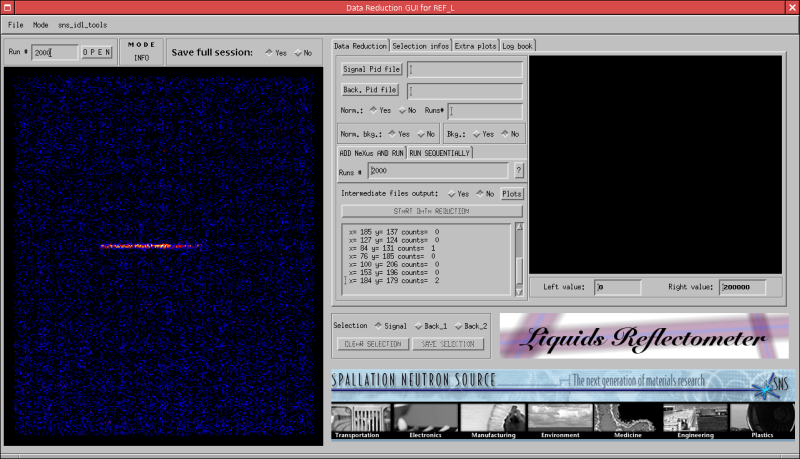 Data Reduction GUI for REF_L
File Mode sns_idl_tools
Run # 2000 OPEN
MODE
INFO
Save full session: Yes No
Data Reduction Selection infos Extra plots Log book
Signal Pid file
Back. Pid file
Norm.: Yes No Runs#
Norm. bkg.: Yes No Bkg.: Yes No
ADD NeXus AND RUN RUN SEQUENTIALLY
Runs # 2000 ?
Intermediate files output: Yes No Plots
START DATA REDUCTION
x= 185 y= 137 counts= 0
x= 127 y= 124 counts= 0
x= 84 y= 131 counts= 1
x= 76 y= 185 counts= 0
x= 100 y= 206 counts= 0
x= 153 y= 196 counts= 0
x= 184 y= 179 counts= 2
Left value: 0 Right value: 200000
Selection Signal Back_1 Back_2
CLEAR SELECTION SAVE SELECTION
Liquids Reflectometer
SPALLATION NEUTRON SOURCE The next generation of materials research SNS
Transportation Electronics Manufacturing Environment Medicine Engineering Plastics